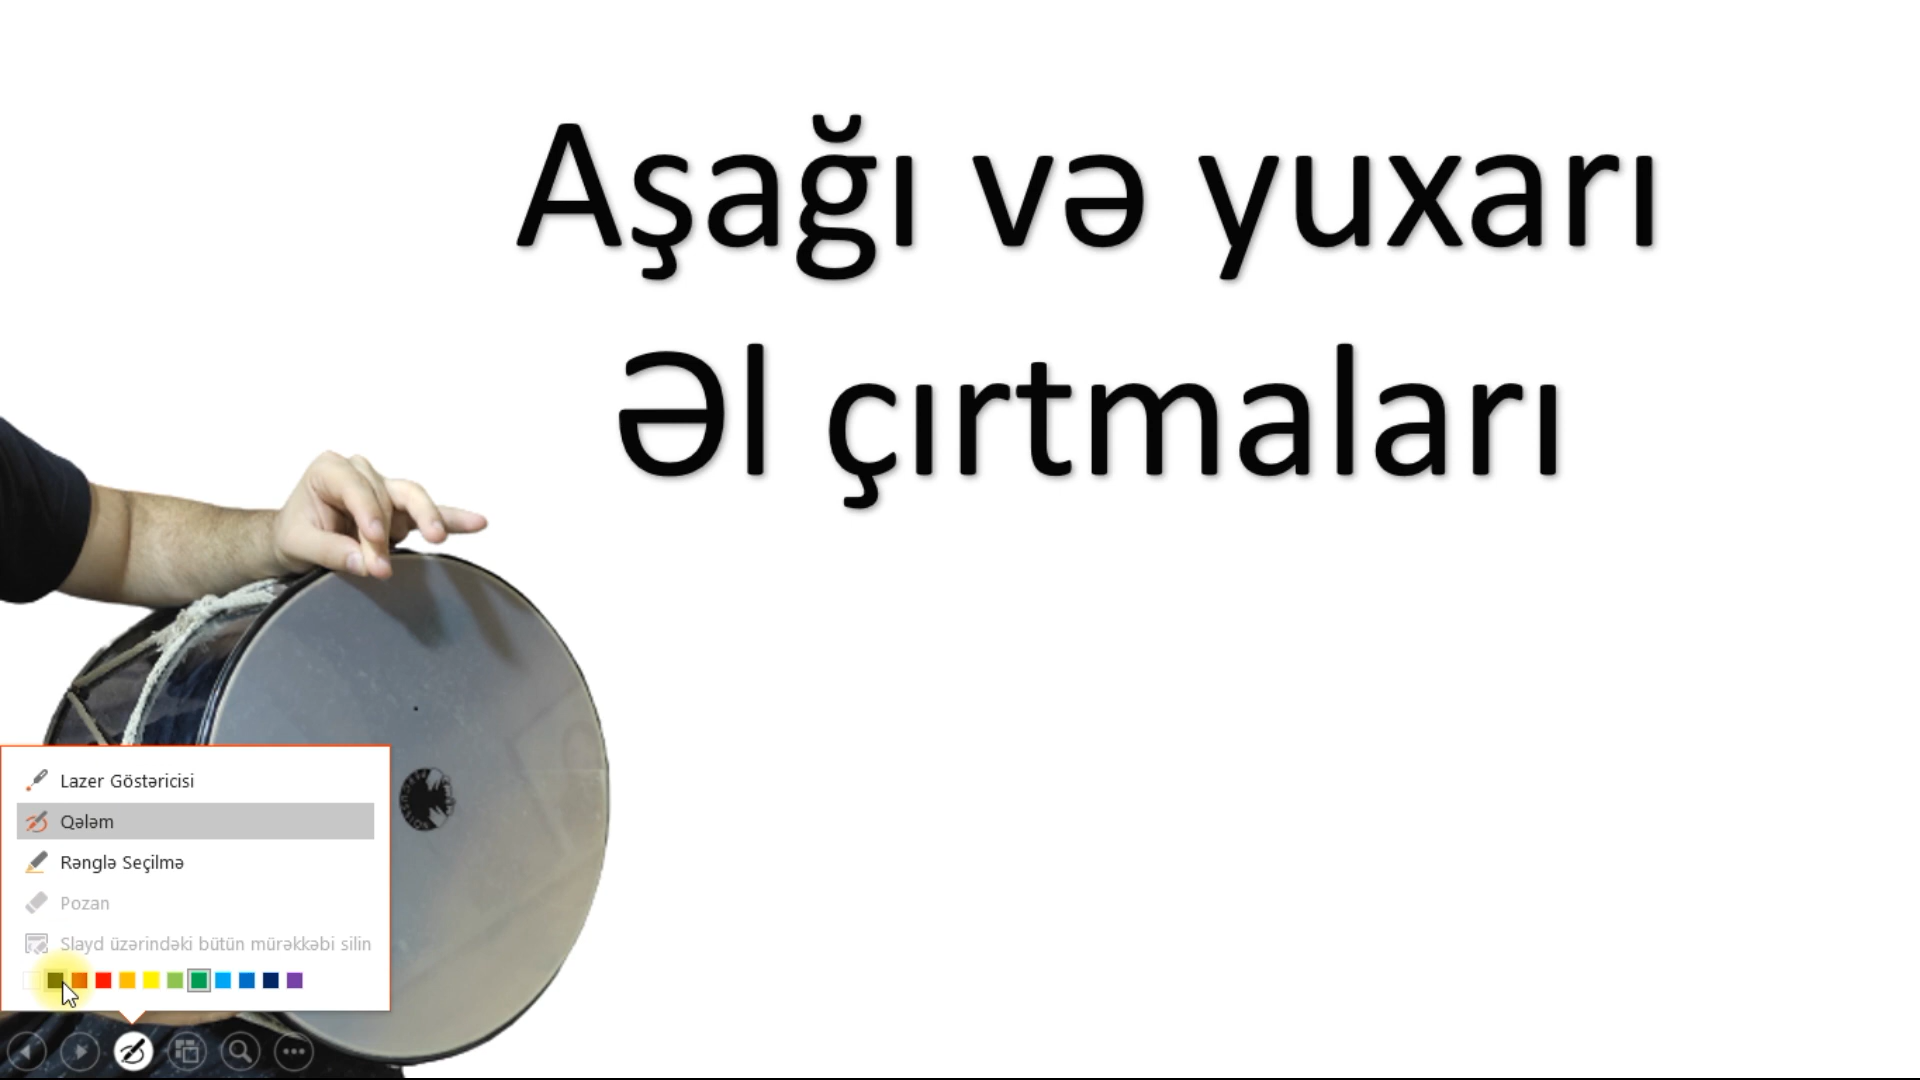 Aşağı və yuxarı
Əl çırtmaları
Lazer Göstəricisi
Qələm
Rənglə Seçilmə
Pozan
Slayd üzərindəki bütün mürəkkəbi silin